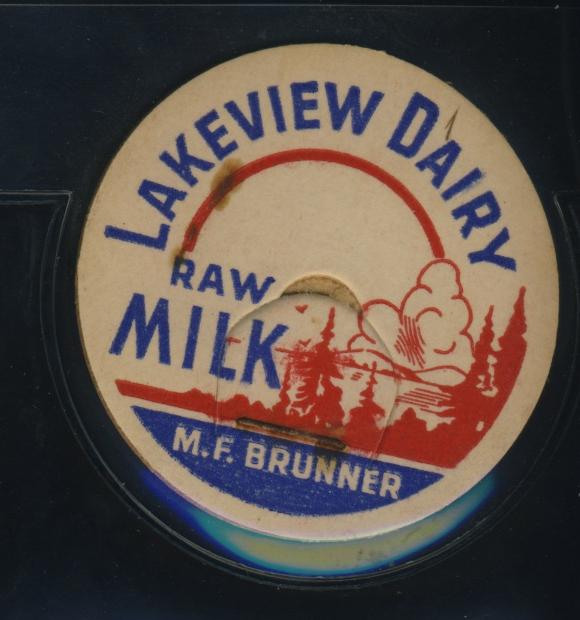 LAKEVIEW DAIRY
RAW
MILK
M.F. BRUNNER